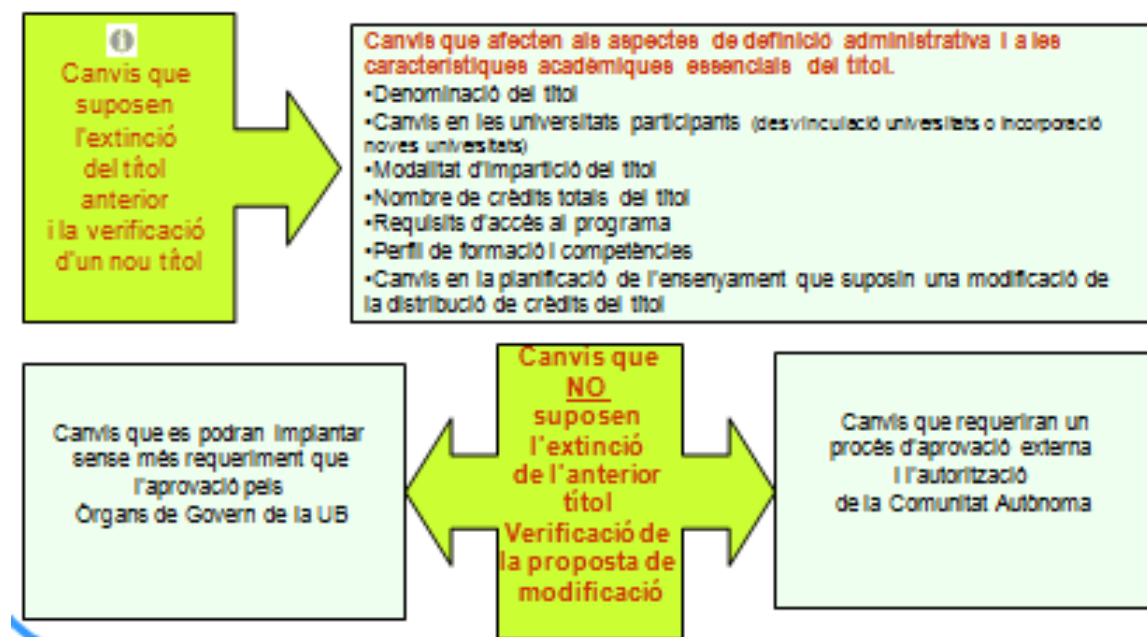 Canvis que
suposen
l'extinció
del títol
anterior
i la verificació
d'un nou títol
Canvis que afecten als aspectes de definició administrativa i a les
característiques acadèmiques essencials del títol.
•Denominació del títol
•Canvis en les universitats participants (desvinculació universitats o incorporació
noves universitats)
•Modalitat d'impartició del títol
•Nombre de crèdits totals del títol
•Requisits d'accés al programa
•Perfil de formació i competències
•Canvis en la planificació de l'ensenyament que suposin una modificació de
la distribució de crèdits del títol
Canvis que es podran implantar
sense més requeriment que
l'aprovació pels
Òrgans de Govern de la UB
Canvis que
NO
suposen
l'extinció
de l'anterior
títol
Verificació de
la proposta de
modificació
Canvis que requeriran un
procés d'aprovació externa
i l'autorització
de la Comunitat Autònoma